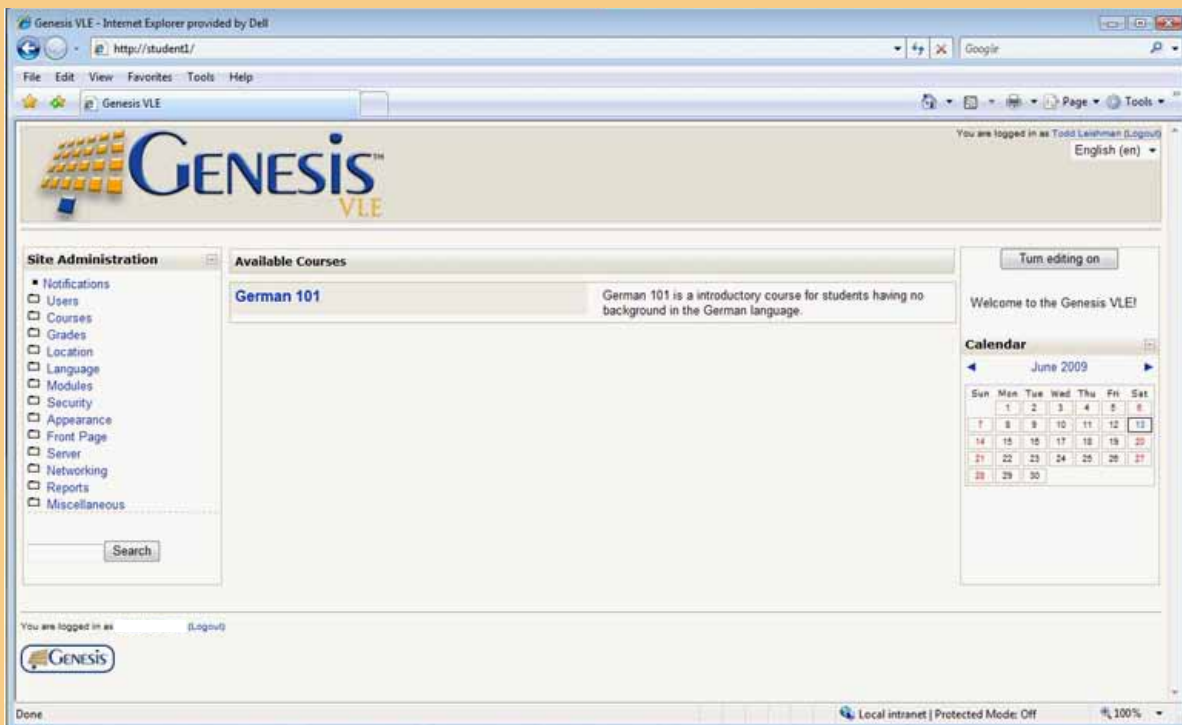 Genesis VLE - Internet Explorer provided by Dell
http://student1/
Google
File Edit View Favorites Tools Help
Genesis VLE
Page Tools
You are logged in as Todd Leishman (Logout)
English (en)
GENESIS™
VLE
Site Administration
Notifications
Users
Courses
Grades
Location
Language
Modules
Security
Appearance
Front Page
Server
Networking
Reports
Miscellaneous
Search
Available Courses
German 101
German 101 is a introductory course for students having no
background in the German language.
Turn editing on
Welcome to the Genesis VLE!
Calendar
June 2009
Sun Mon Tue Wed Thu Fri Sat
1 2 3 4 5 6
7 8 9 10 11 12 13
14 15 16 17 18 19 20
21 22 23 24 25 26 27
28 29 30
You are logged in as (Logout)
GENESIS
Done
Local intranet | Protected Mode: Off
100%